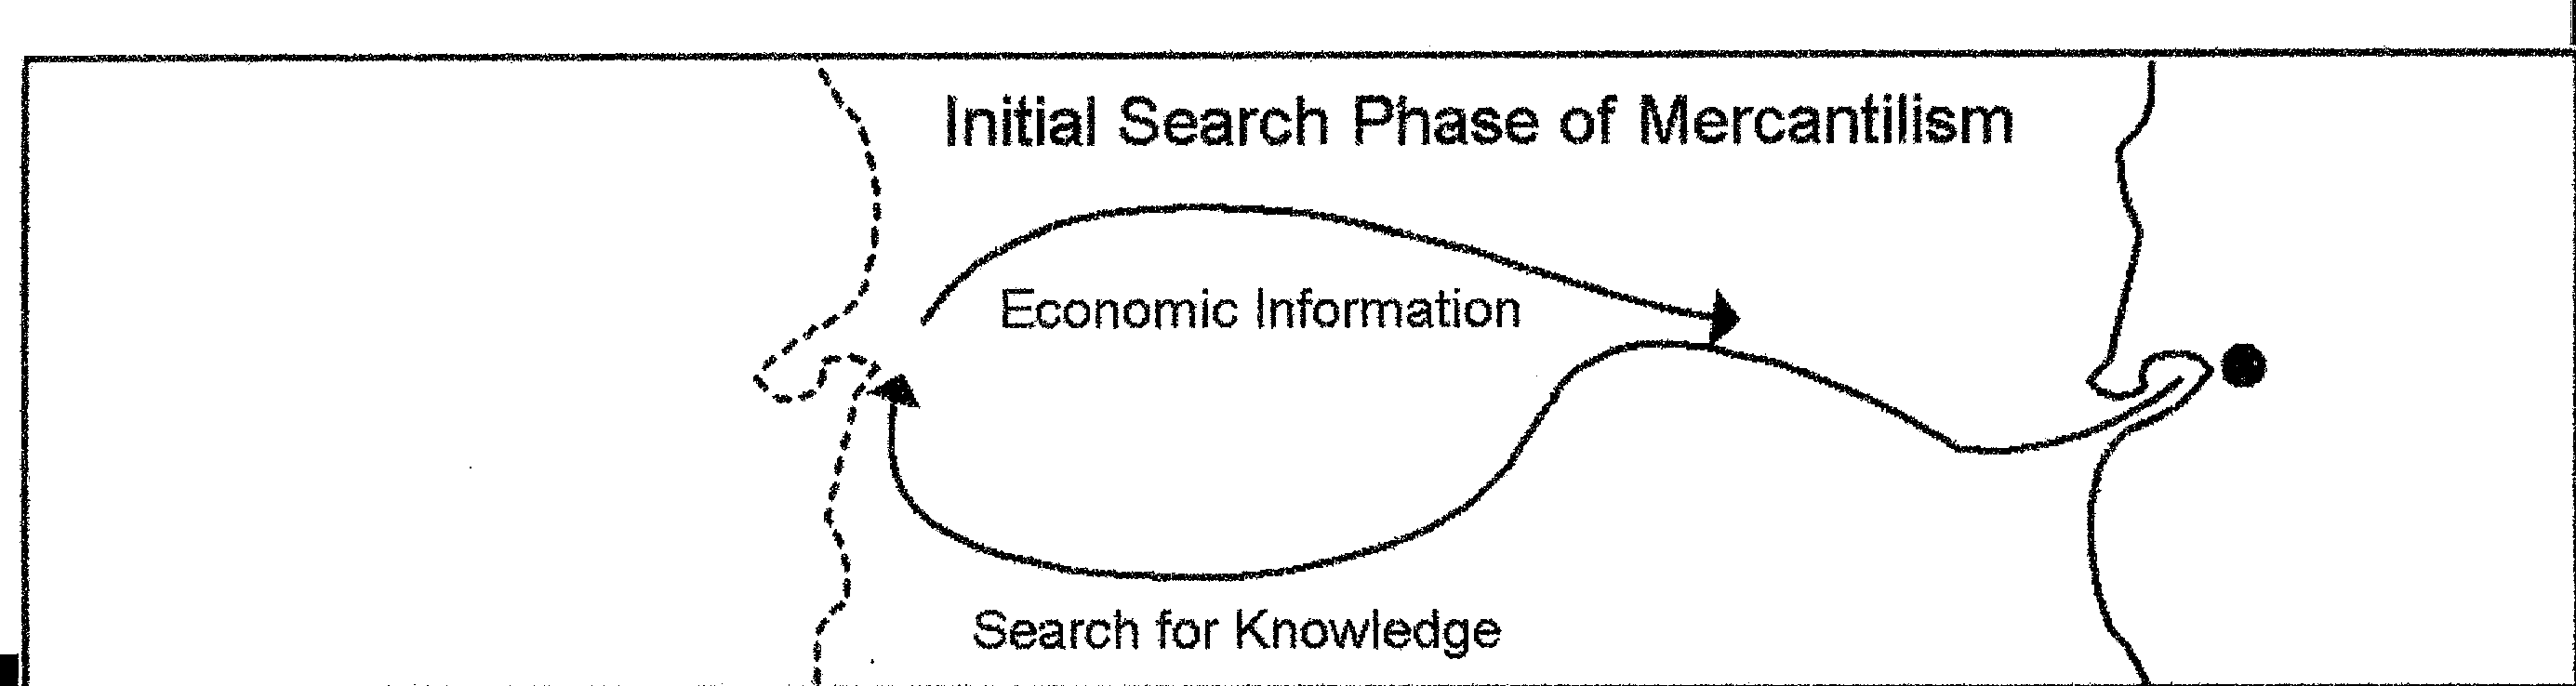 Initial Search Phase of Mercantilism
Economic Information
Search for Knowledge